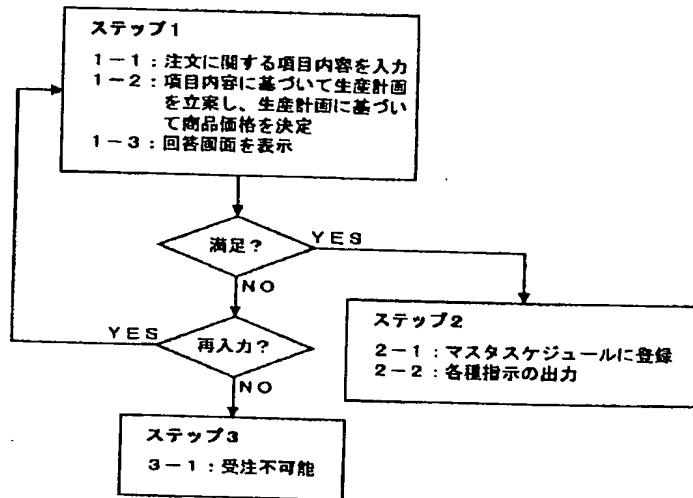 ステップ1
1－1：注文に関する項目内容を入力
1－2：項目内容に基づいて生産計画
を立案し、生産計画に基づい
て商品価格を決定
1－3：回答画面を表示
満足？
YES
NO
YES
再入力？
NO
ステップ2
2－1：マスタスケジュールに登録
2－2：各種指示の出力
ステップ3
3－1：受注不可能